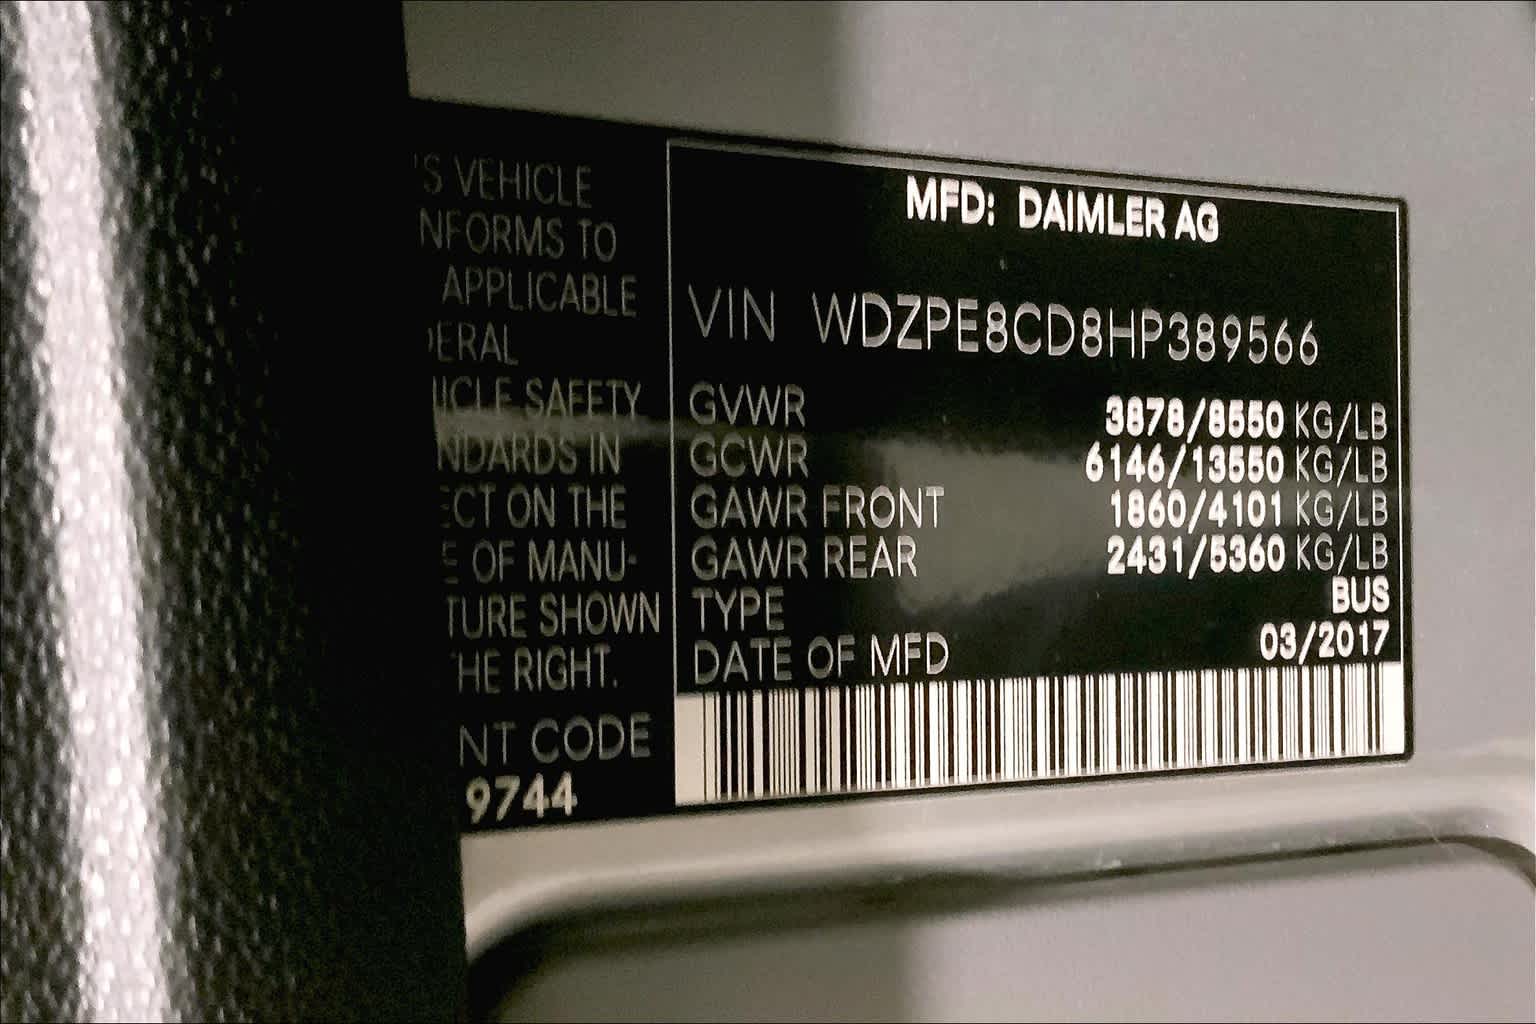 'S VEHICLE
NFORMS TO
APPLICABLE
ERAL
ICLE SAFETY
NDARDS IN
ECT ON THE
E OF MANU-
TURE SHOWN
HE RIGHT.
NT CODE
9744
MFD: DAIMLER AG
VIN WDZPE8CD8HP389566
GVWR 3878/8550 KG/LB
GCWR 6146/13550 KG/LB
GAWR FRONT 1860/4101 KG/LB
GAWR REAR 2431/5360 KG/LB
TYPE BUS
DATE OF MFD 03/2017